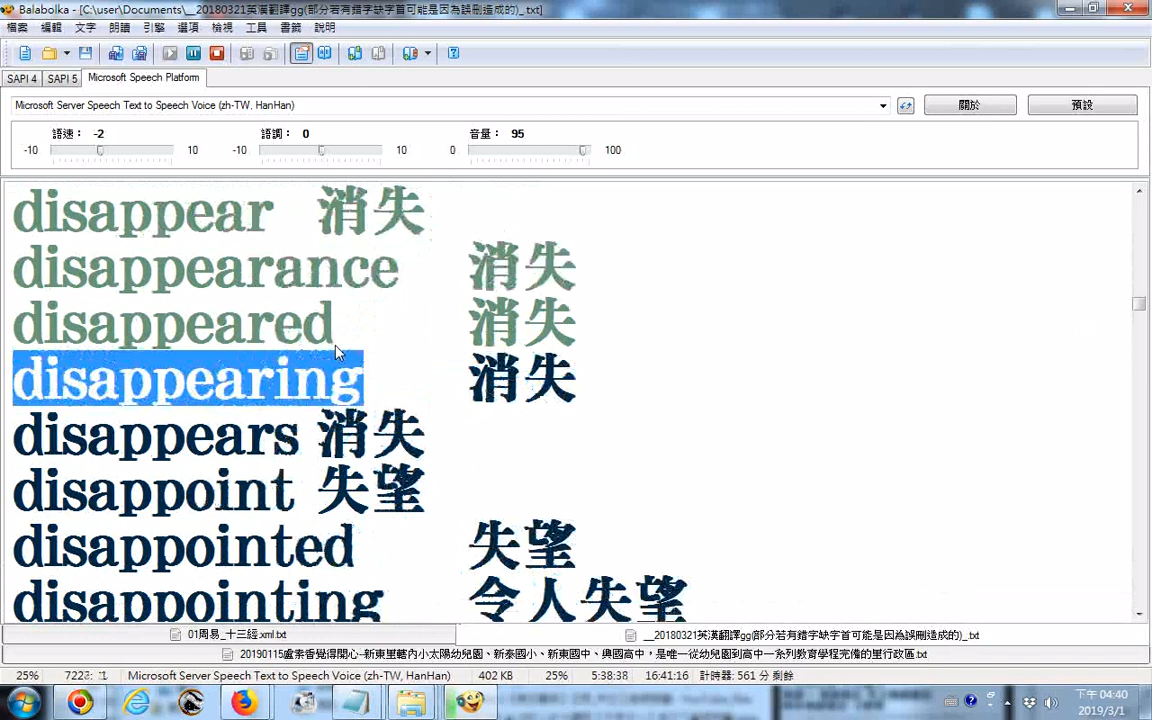 Balabolka - [C:\user\Documents\__20180321英漢翻譯gg(部分若有錯字缺字首可能是因為誤刪造成的)_.txt]
檔案 編輯 文字 朗讀 引擎 選項 檢視 工具 書籤 說明
SAPI 4 SAPI 5 Microsoft Speech Platform
Microsoft Server Speech Text to Speech Voice (zh-TW, HanHan) 關於 預設
語速： -2 語調： 0 音量： 95
-10 10 -10 10 0 100
disappear 消失
disappearance 消失
disappeared 消失
disappearing 消失
disappears 消失
disappoint 失望
disappointed 失望
disappointing 令人失望
01周易_十三經.xml.txt __20180321英漢翻譯gg(部分若有錯字缺字首可能是因為誤刪造成的)_.txt
20190115盧素香覺得開心-新東里轄內小太陽幼兒園、新泰國小、新東國中、興國高中，是唯一從幼兒園到高中一系列教育學程完備的里行政區.txt
25% Microsoft Server Speech Text to Speech Voice (zh-TW, HanHan) 402 KB 25% 5:38:38 16:41:16 計時器: 561 分 剩餘
下午 04:40
2019/3/1